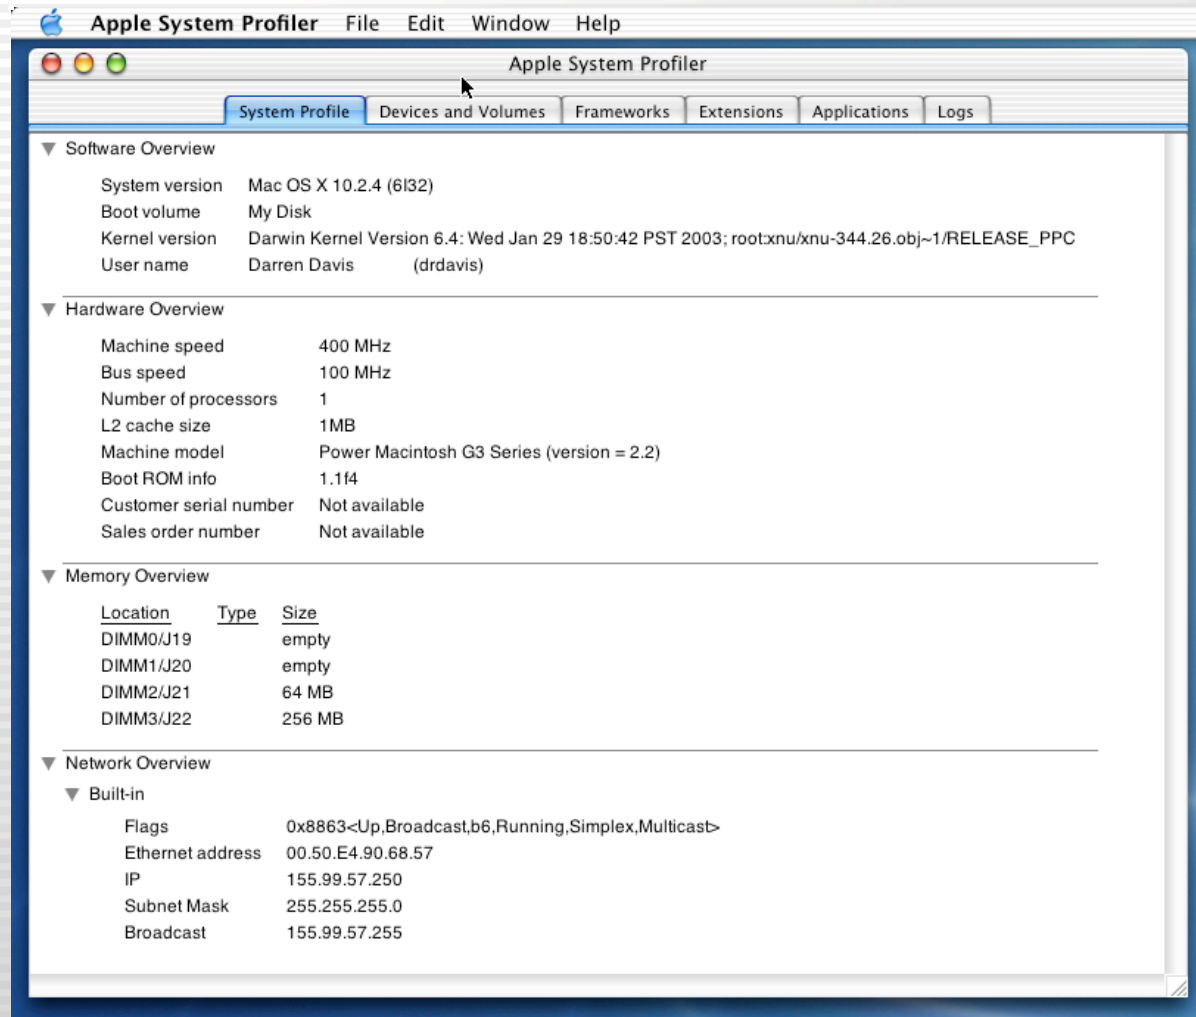 Apple System Profiler File Edit Window Help
Apple System Profiler
System Profile Devices and Volumes Frameworks Extensions Applications Logs
Software Overview
System version Mac OS X 10.2.4 (6I32)
Boot volume My Disk
Kernel version Darwin Kernel Version 6.4: Wed Jan 29 18:50:42 PST 2003; root:xnu/xnu-344.26.obj~1/RELEASE_PPC
User name Darren Davis (drdavis)
Hardware Overview
Machine speed 400 MHz
Bus speed 100 MHz
Number of processors 1
L2 cache size 1MB
Machine model Power Macintosh G3 Series (version = 2.2)
Boot ROM info 1.1f4
Customer serial number Not available
Sales order number Not available
Memory Overview
Location Type Size
DIMM0/J19 empty
DIMM1/J20 empty
DIMM2/J21 64 MB
DIMM3/J22 256 MB
Network Overview
Built-in
Flags 0x8863<Up,Broadcast,b6,Running,Simplex,Multicast>
Ethernet address 00.50.E4.90.68.57
IP 155.99.57.250
Subnet Mask 255.255.255.0
Broadcast 155.99.57.255